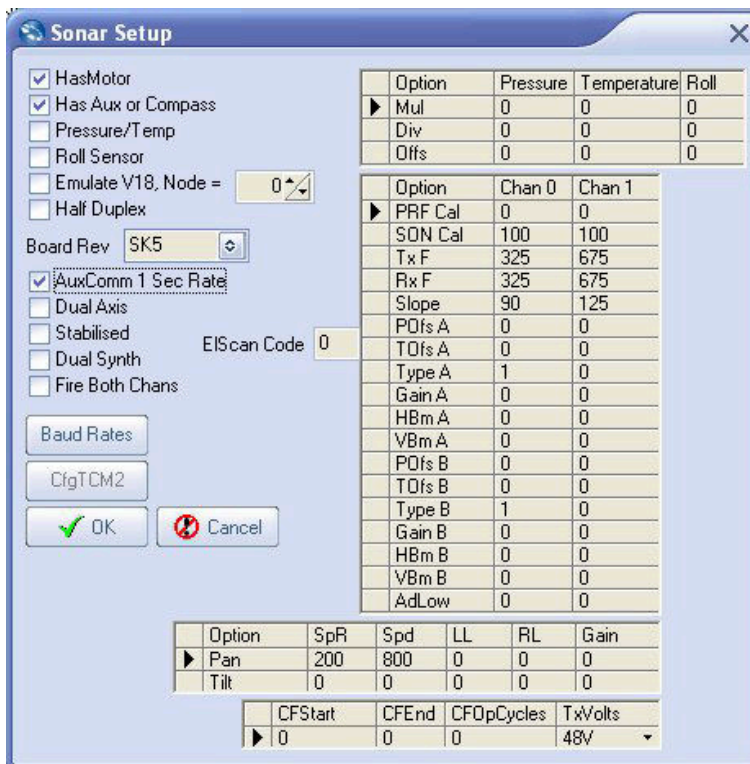 Sonar Setup
HasMotor
Has Aux or Compass
Pressure/Temp
Roll Sensor
Emulate V18, Node = 0
Half Duplex
Board Rev SK5
AuxComm 1 Sec Rate
Dual Axis
Stabilised
Dual Synth
Fire Both Chans
ElScan Code 0
Baud Rates
CfgTCM2
OK Cancel
Option Pressure Temperature Roll
Mul 0 0 0
Div 0 0 0
Offs 0 0 0
Option Chan 0 Chan 1
PRF Cal 0 0
SON Cal 100 100
Tx F 325 675
Rx F 325 675
Slope 90 125
POfs A 0 0
TOfs A 0 0
Type A 1 0
Gain A 0 0
HBm A 0 0
VBm A 0 0
POfs B 0 0
TOfs B 0 0
Type B 1 0
Gain B 0 0
HBm B 0 0
VBm B 0 0
AdLow 0 0
Option SpR Spd LL RL Gain
Pan 200 800 0 0 0
Tilt 0 0 0 0 0
CFStart CFEnd CFOpCycles TxVolts
0 0 0 48V